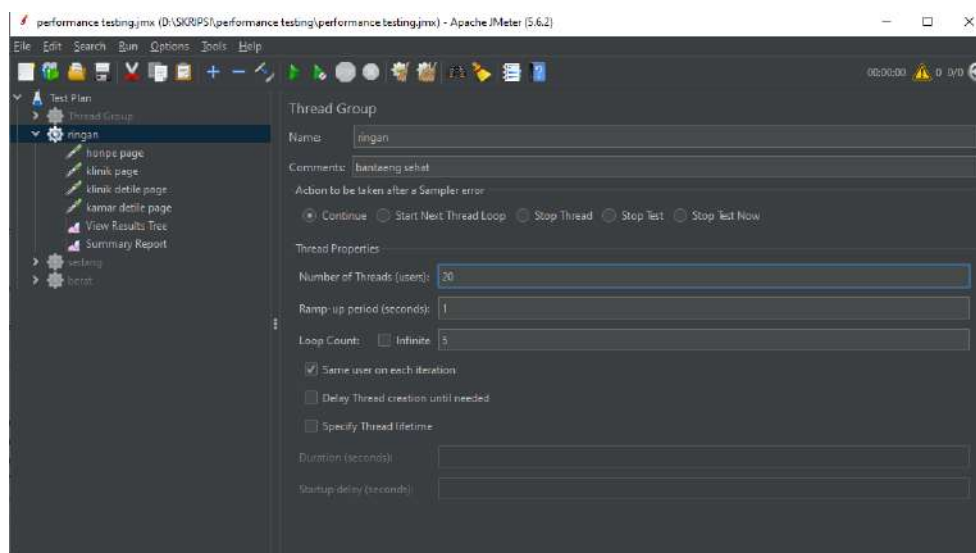 performance testing.jmx (D:\SKRIPSI\performance testing\performance testing.jmx) - Apache JMeter (5.6.2)
File Edit Search Run Options Tools Help
00:00:00 0 0/0
Test Plan
Thread Group
ringan
honpe page
klinik page
klinik detile page
kamar detile page
View Results Tree
Summary Report
sedang
berat
Thread Group
Name: ringan
Comments: bantaeng sehat
Action to be taken after a Sampler error
Continue Start Next Thread Loop Stop Thread Stop Test Stop Test Now
Thread Properties
Number of Threads (users): 20
Ramp-up period (seconds): 1
Loop Count: Infinite 5
Same user on each iteration
Delay Thread creation until needed
Specify Thread lifetime
Duration (seconds):
Startup delay (seconds):